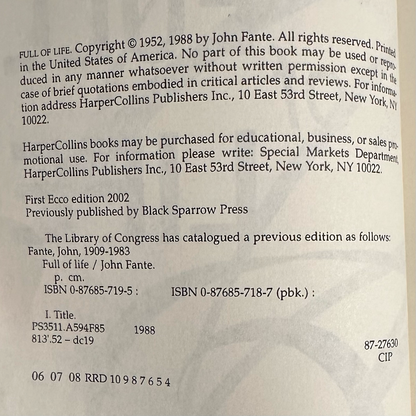 FULL OF LIFE. Copyright © 1952, 1988 by John Fante. All rights reserved. Printed
in the United States of America. No part of this book may be used or repro-
duced in any manner whatsoever without written permission except in the
case of brief quotations embodied in critical articles and reviews. For informa-
tion address HarperCollins Publishers Inc., 10 East 53rd Street, New York, NY
10022.
HarperCollins books may be purchased for educational, business, or sales pro-
motional use. For information please write: Special Markets Department,
HarperCollins Publishers Inc., 10 East 53rd Street, New York, NY 10022.
First Ecco edition 2002
Previously published by Black Sparrow Press
The Library of Congress has catalogued a previous edition as follows:
Fante, John, 1909-1983
Full of life / John Fante.
p. cm.
ISBN 0-87685-719-5 : ISBN 0-87685-718-7 (pbk.) :
I. Title.
PS3511.A594F85 1988
813'.52 – dc19
87-27630
CIP
06 07 08 RRD 10 9 8 7 6 5 4